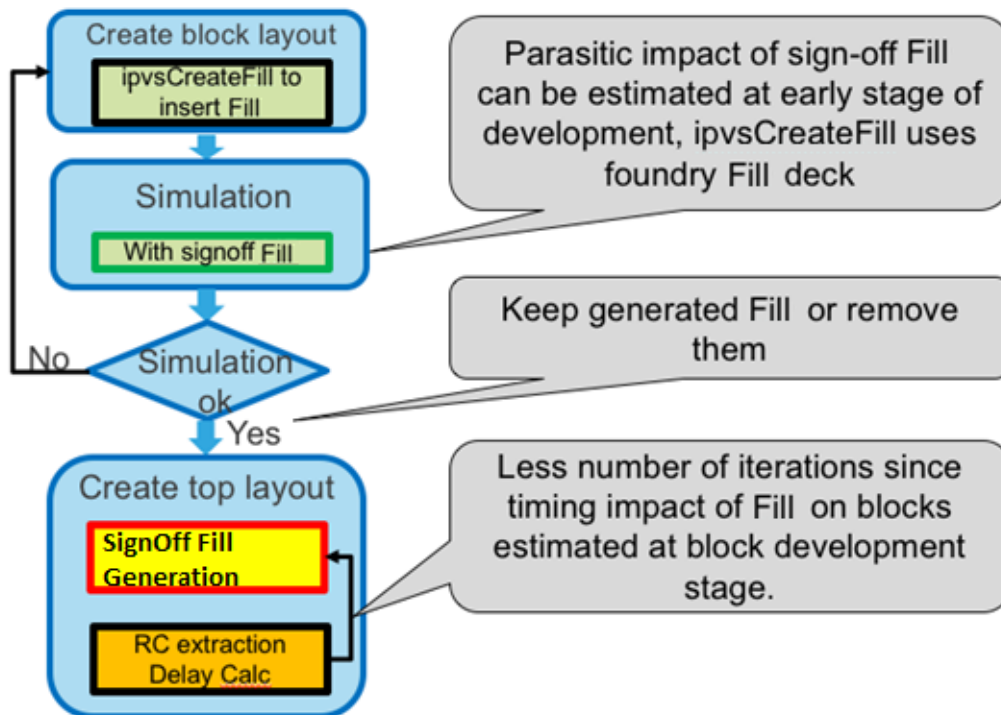 Create block layout
ipvsCreateFill to
insert Fill
Simulation
With signoff Fill
No
Simulation
ok
Yes
Create top layout
SignOff Fill
Generation
RC extraction
Delay Calc
Parasitic impact of sign-off Fill
can be estimated at early stage of
development, ipvsCreateFill uses
foundry Fill deck
Keep generated Fill or remove
them
Less number of iterations since
timing impact of Fill on blocks
estimated at block development
stage.